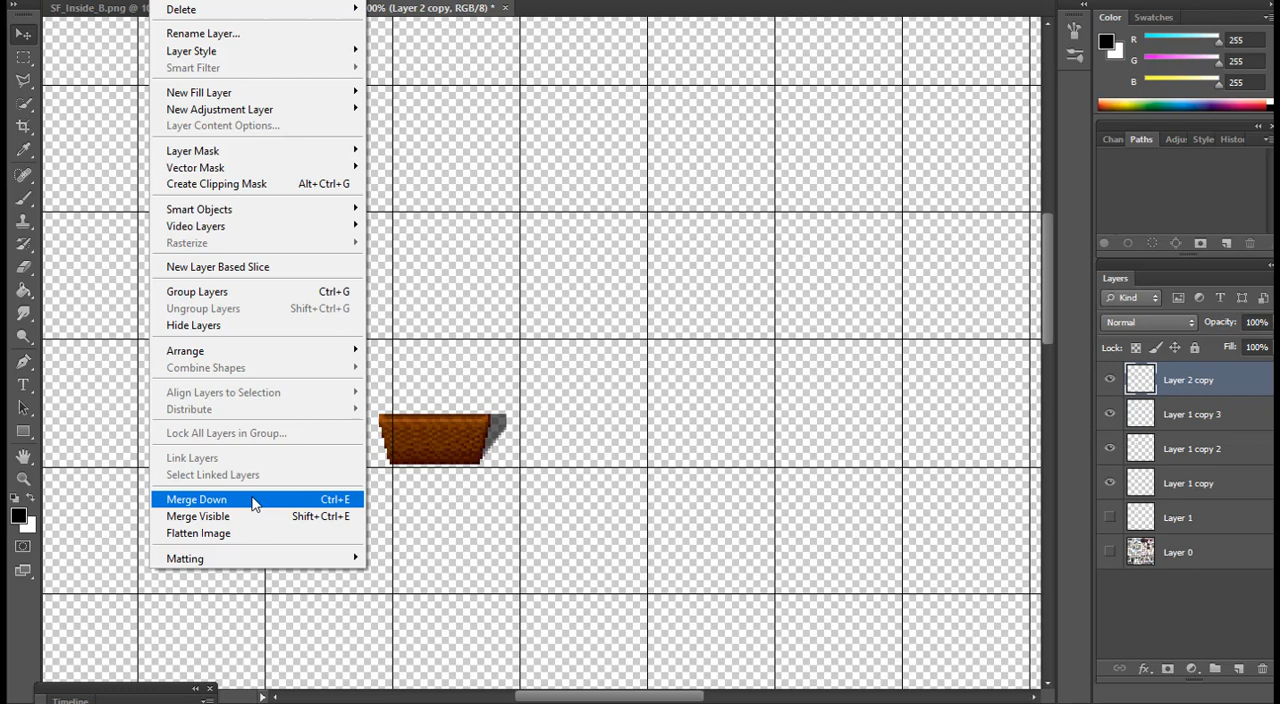 SF_Inside_B.png @ 10
00% (Layer 2 copy, RGB/8) *
Delete
Rename Layer...
Layer Style
Smart Filter
New Fill Layer
New Adjustment Layer
Layer Content Options...
Layer Mask
Vector Mask
Create Clipping Mask Alt+Ctrl+G
Smart Objects
Video Layers
Rasterize
New Layer Based Slice
Group Layers Ctrl+G
Ungroup Layers Shift+Ctrl+G
Hide Layers
Arrange
Combine Shapes
Align Layers to Selection
Distribute
Lock All Layers in Group...
Link Layers
Select Linked Layers
Merge Down Ctrl+E
Merge Visible Shift+Ctrl+E
Flatten Image
Matting
Timeline
Color Swatches
R 255
G 255
B 255
Chan Paths Adju Style Histo
Layers
Kind
Normal Opacity: 100%
Lock: Fill: 100%
Layer 2 copy
Layer 1 copy 3
Layer 1 copy 2
Layer 1 copy
Layer 1
Layer 0